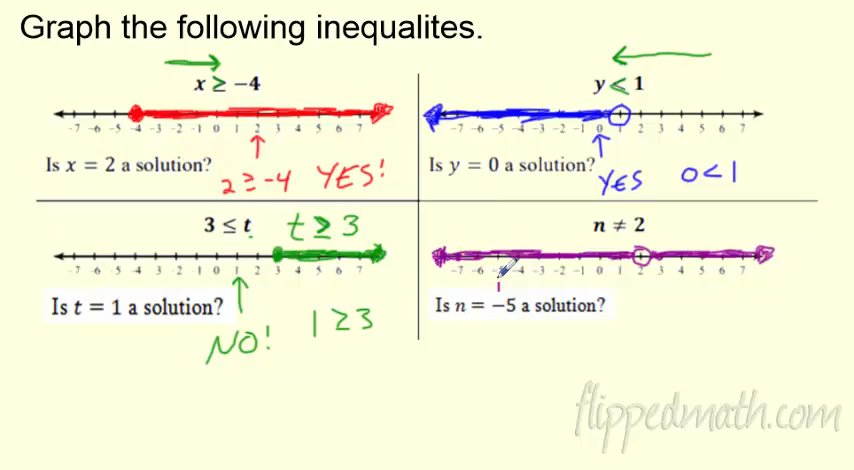 Graph the following inequalites.
x ≥ −4
-7 -6 -5 -4 -3 -2 -1 0 1 2 3 4 5 6 7
Is x = 2 a solution?
2 ≥ -4 YES!
y < 1
-7 -6 -5 -4 -3 -2 -1 0 1 2 3 4 5 6 7
Is y = 0 a solution?
YES 0 < 1
3 ≤ t t ≥ 3
-7 -6 -5 -4 -3 -2 -1 0 1 2 3 4 5 6 7
Is t = 1 a solution?
NO! 1 ≥ 3
n ≠ 2
-7 -6 -5 -4 -3 -2 -1 0 1 2 3 4 5 6 7
Is n = −5 a solution?
flippedmath.com